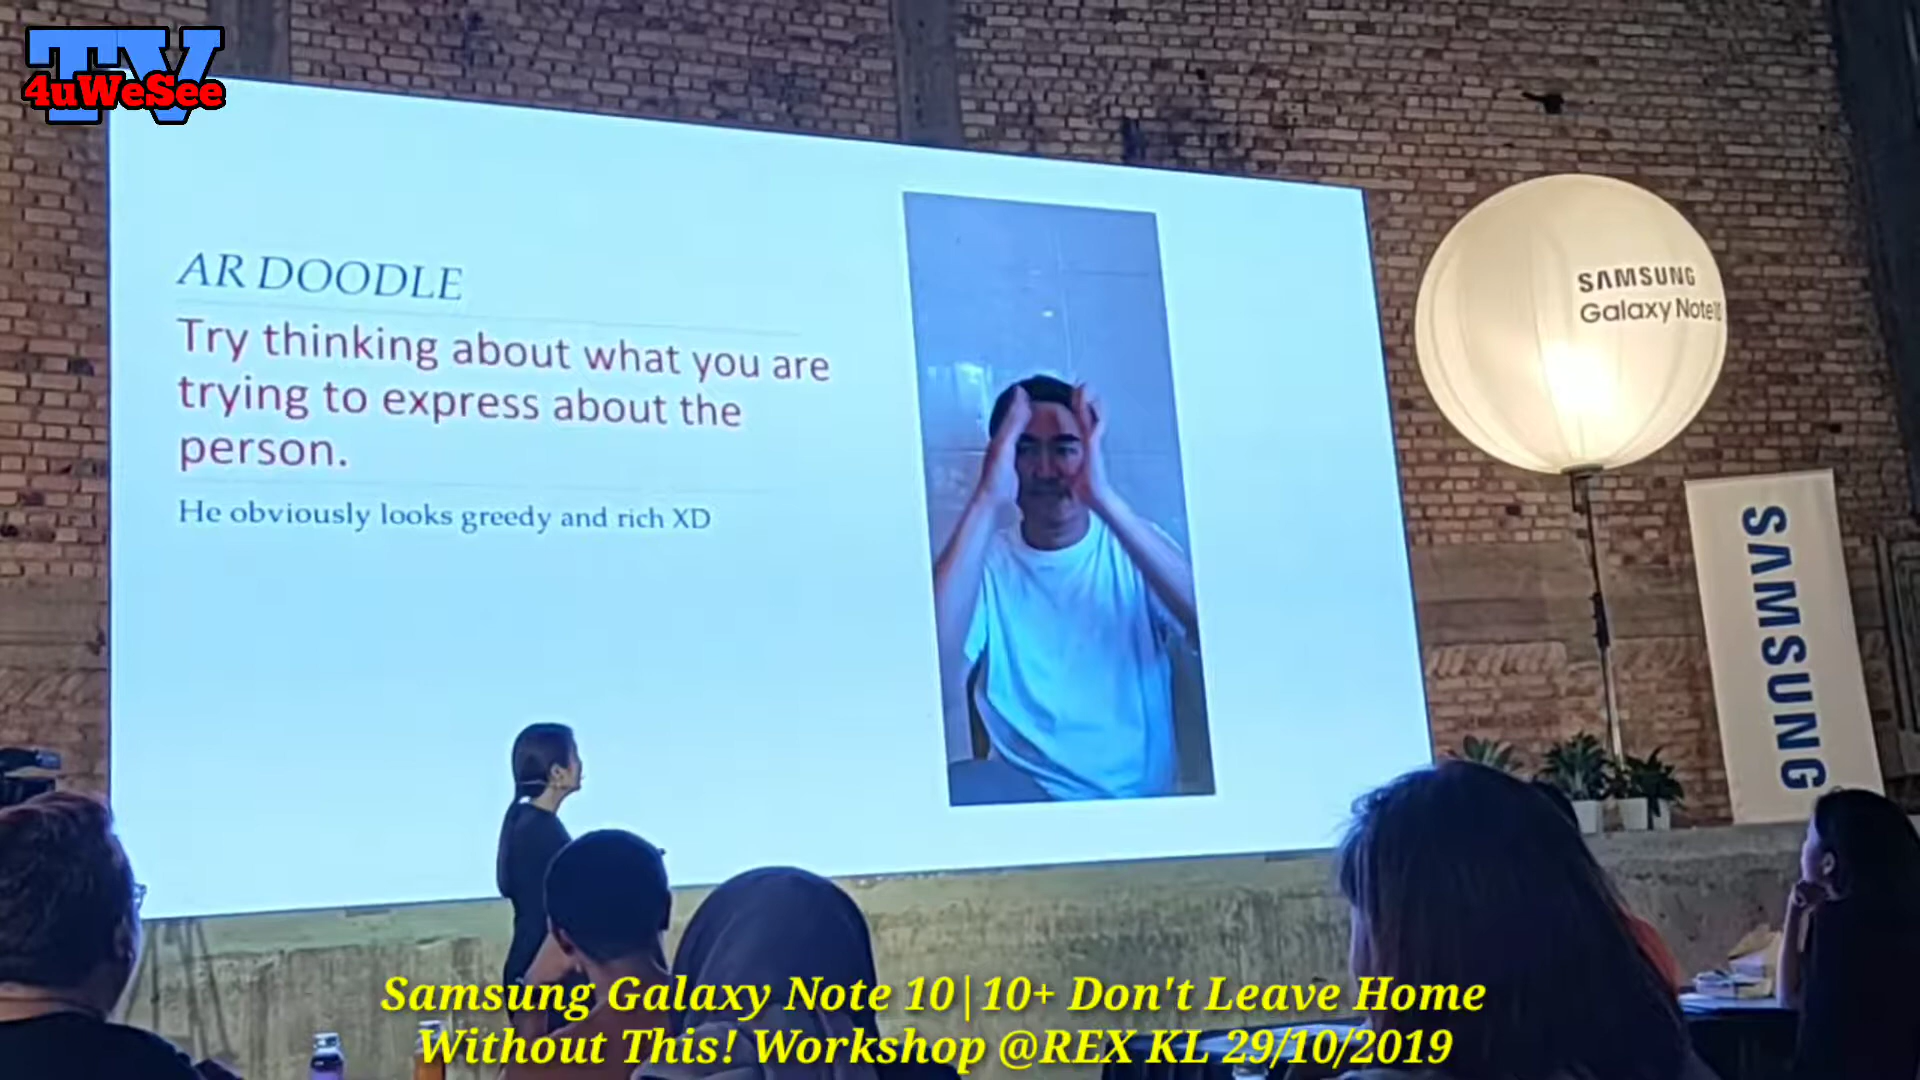 TV
4uWeSee
AR DOODLE
Try thinking about what you are
trying to express about the
person.
He obviously looks greedy and rich XD
SAMSUNG
Galaxy Note
SAMSUNG
Samsung Galaxy Note 10|10+ Don't Leave Home
Without This! Workshop @REX KL 29/10/2019